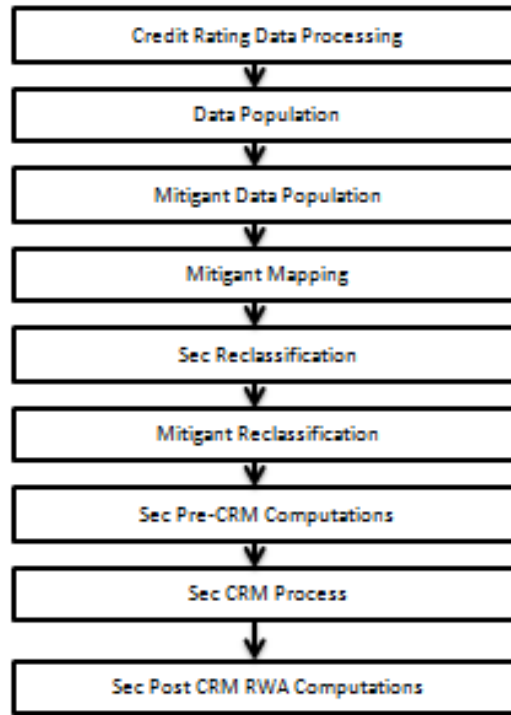 Credit Rating Data Processing
Data Population
Mitigant Data Population
Mitigant Mapping
Sec Reclassification
Mitigant Reclassification
Sec Pre-CRM Computations
Sec CRM Process
Sec Post CRM RWA Computations